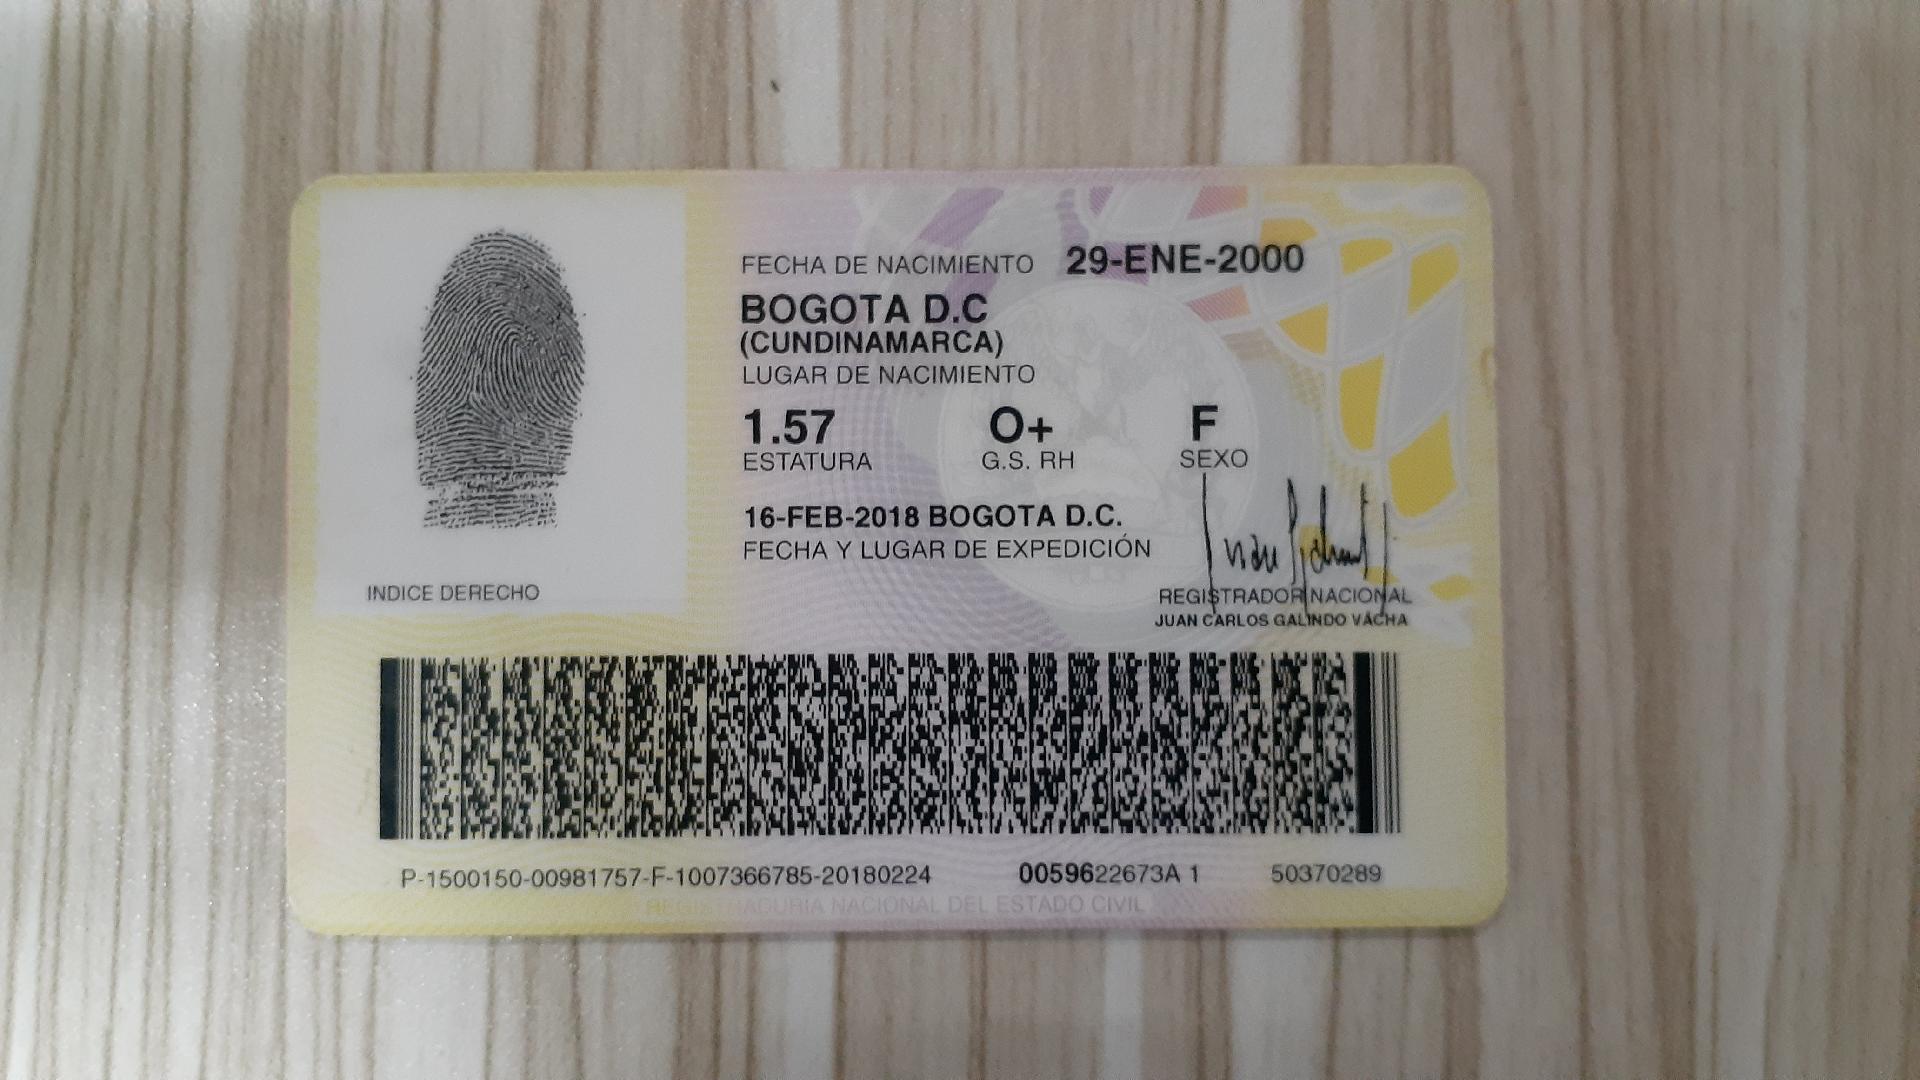 FECHA DE NACIMIENTO 29-ENE-2000
BOGOTA D.C
(CUNDINAMARCA)
LUGAR DE NACIMIENTO
1.57 O+ F
ESTATURA G.S. RH SEXO
16-FEB-2018 BOGOTA D.C.
FECHA Y LUGAR DE EXPEDICIÓN
INDICE DERECHO
REGISTRADOR NACIONAL
JUAN CARLOS GALINDO VÁCHA
P-1500150-00981757-F-1007366785-20180224 0059622673A 1 50370289
REGISTRADURIA NACIONAL DEL ESTADO CIVIL